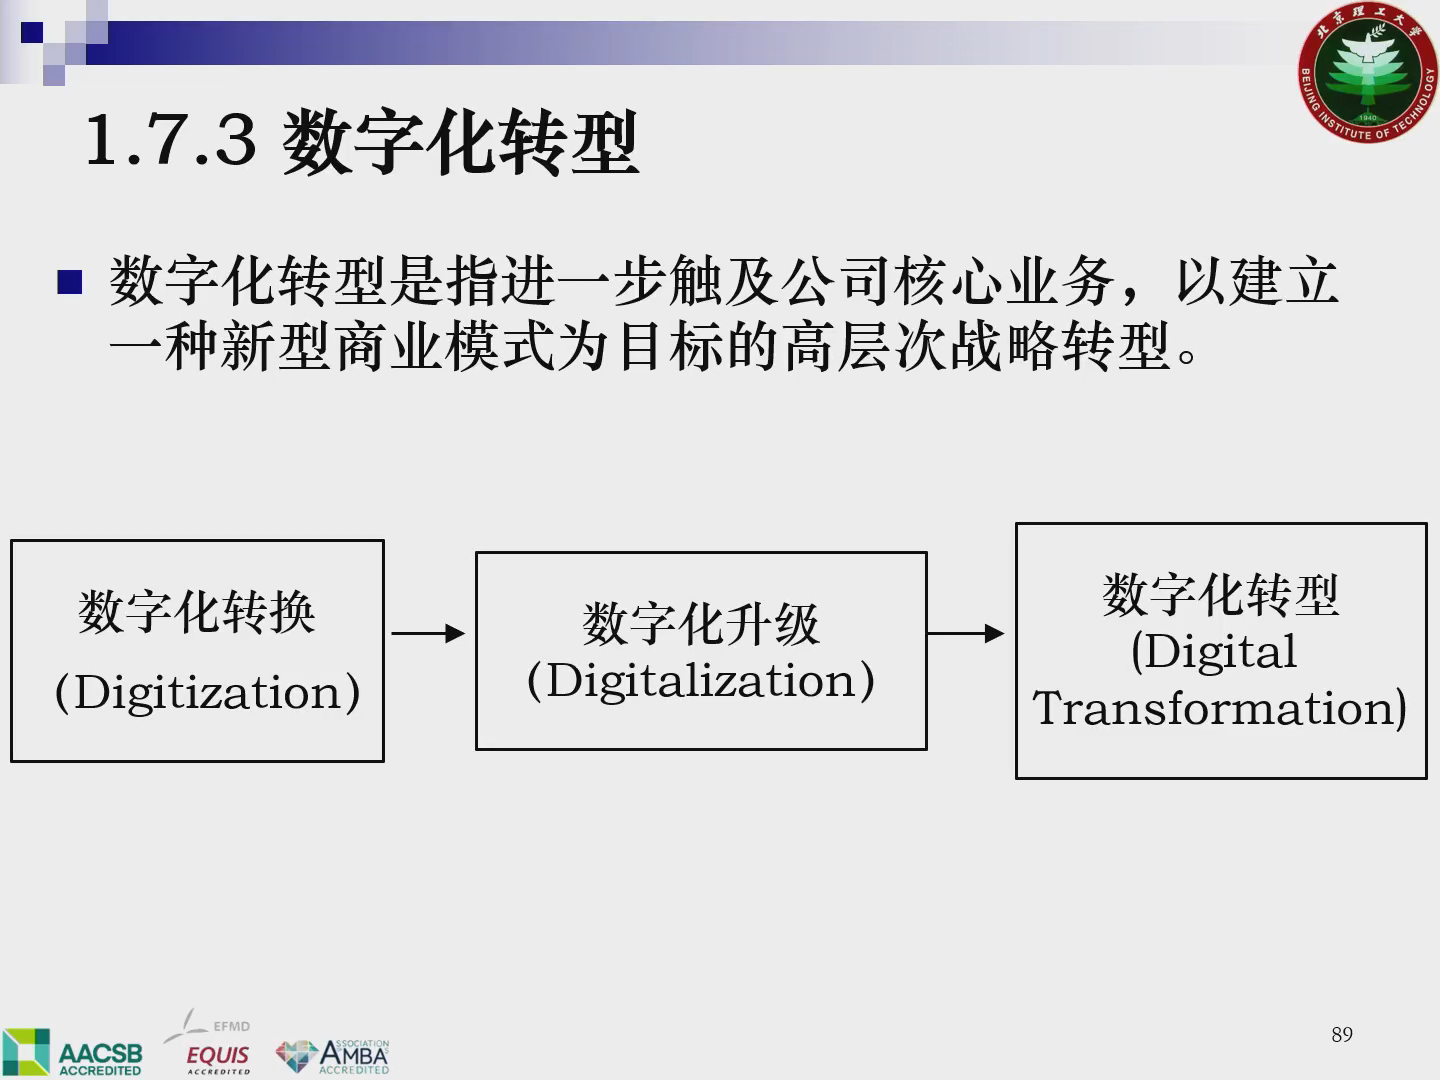 北京理工大学
BEIJING INSTITUTE OF TECHNOLOGY
1940
1.7.3 数字化转型
数字化转型是指进一步触及公司核心业务，以建立
一种新型商业模式为目标的高层次战略转型。
数字化转换
（Digitization）
数字化升级
（Digitalization）
数字化转型
(Digital
Transformation)
AACSB
ACCREDITED
EFMD
EQUIS
ACCREDITED
ASSOCIATION
AMBAs
ACCREDITED
89